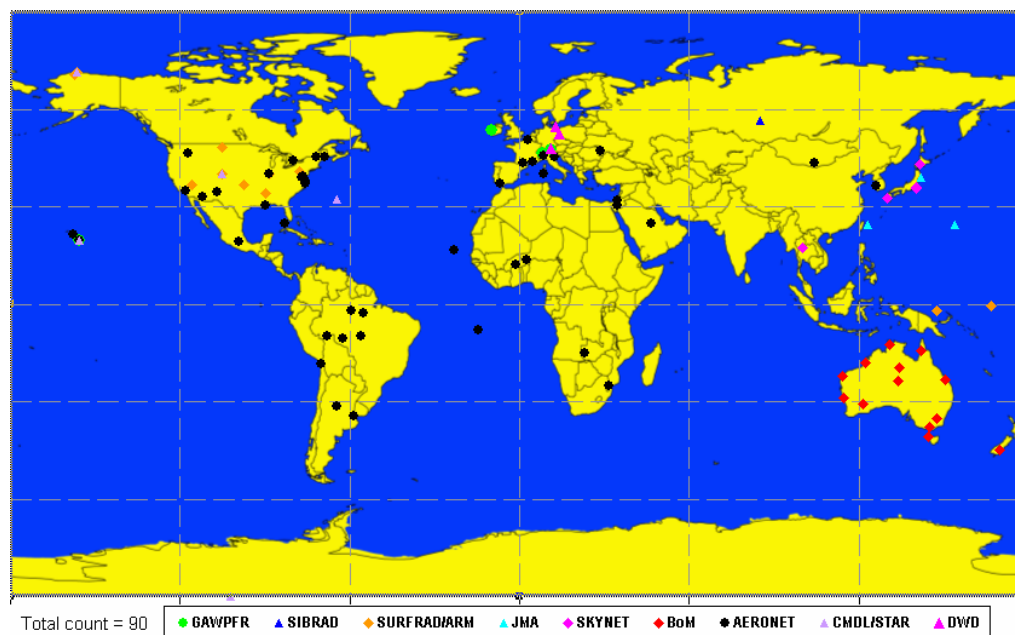 Total count = 90 GAWPFR SIBRAD SURFRAD/ARM JMA SKYNET BoM AERONET CMDL/STAR DWD